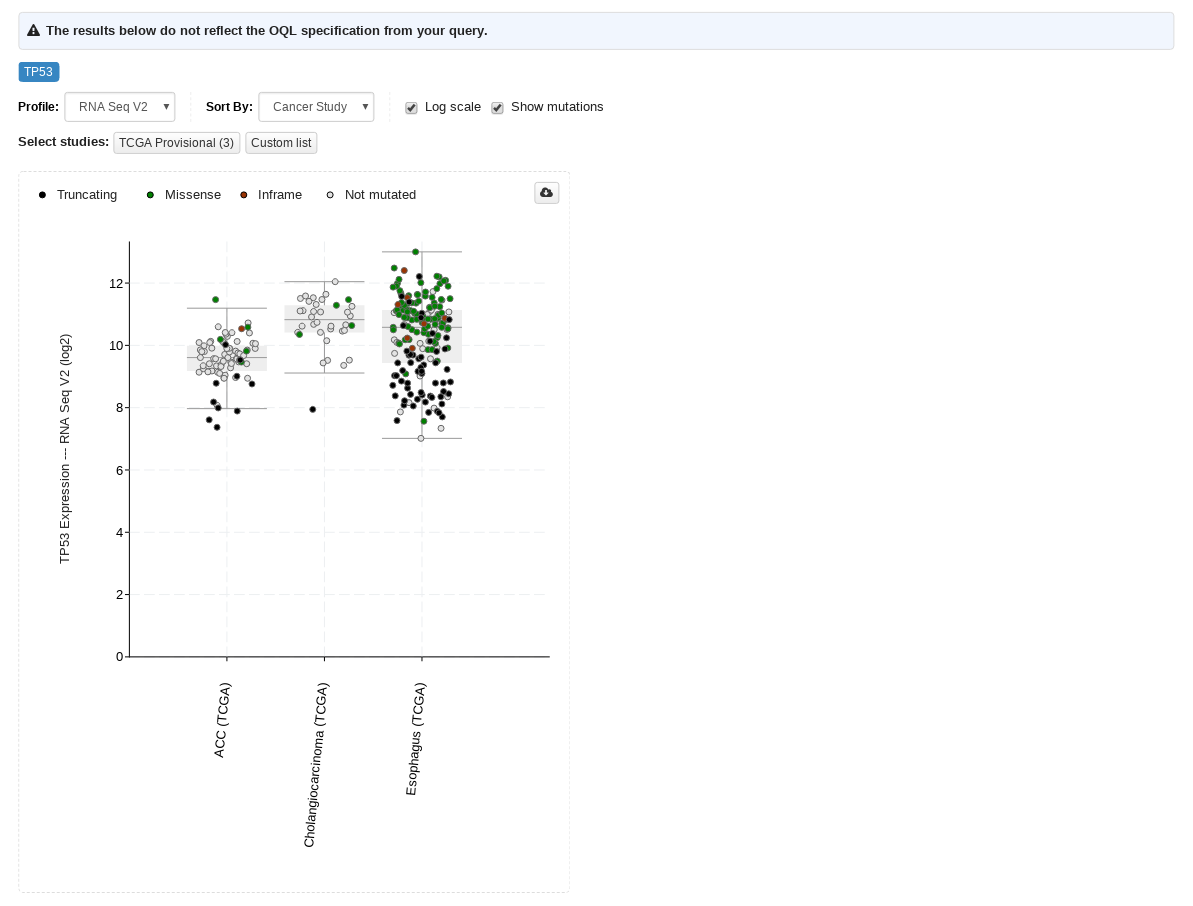 The results below do not reflect the OQL specification from your query.
TP53
Profile: RNA Seq V2 Sort By: Cancer Study Log scale Show mutations
Select studies: TCGA Provisional (3) Custom list
Truncating Missense Inframe Not mutated
TP53 Expression --- RNA Seq V2 (log2)
12
10
8
6
4
2
0
ACC (TCGA)
Cholangiocarcinoma (TCGA)
Esophagus (TCGA)